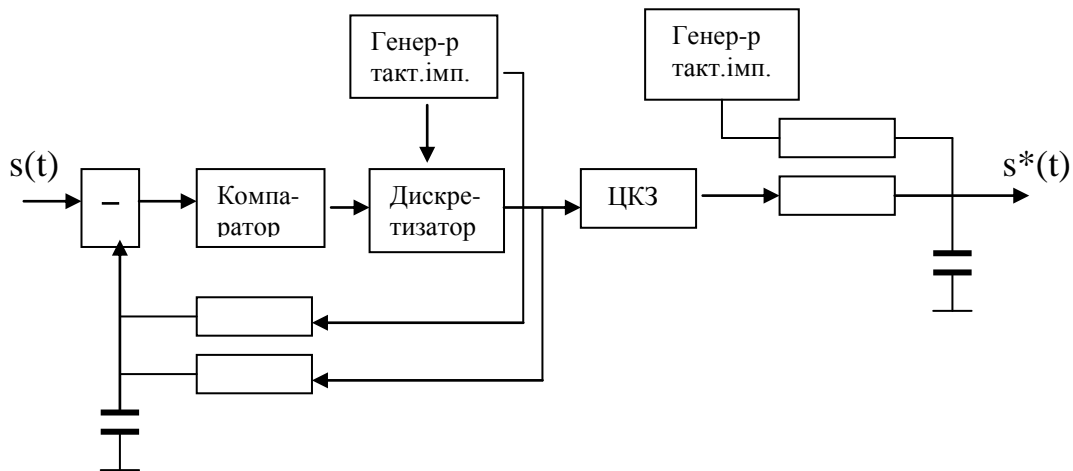 Генер-р
такт.імп.
Генер-р
такт.імп.
s(t)
–
Компа-
ратор
Дискре-
тизатор
ЦКЗ
s*(t)